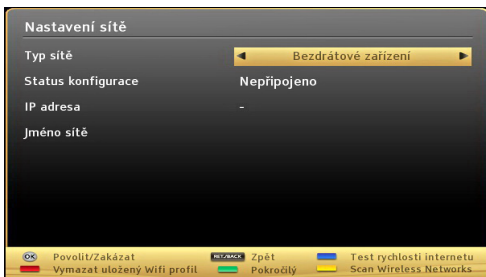 Nastavení sítě
Typ sítě Bezdrátové zařízení
Status konfigurace Nepřipojeno
IP adresa -
Jméno sítě
OK Povolit/Zakázat RET/BACK Zpět Test rychlosti internetu
Vymazat uložený Wifi profil Pokročilý Scan Wireless Networks